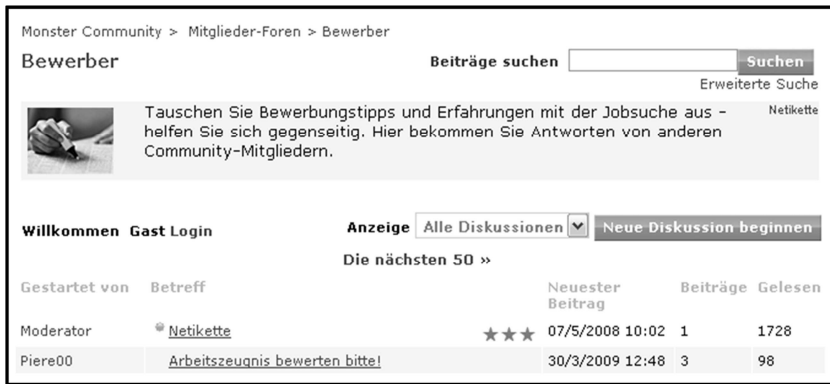 Monster Community > Mitglieder-Foren > Bewerber
Bewerber Beiträge suchen Suchen
Erweiterte Suche
Tauschen Sie Bewerbungstipps und Erfahrungen mit der Jobsuche aus – Netikette
helfen Sie sich gegenseitig. Hier bekommen Sie Antworten von anderen
Community-Mitgliedern.
Willkommen Gast Login Anzeige Alle Diskussionen Neue Diskussion beginnen
Die nächsten 50 »
Gestartet von Betreff Neuester Beiträge Gelesen
Beitrag
Moderator Netikette ★★★ 07/5/2008 10:02 1 1728
Piere00 Arbeitszeugnis bewerten bitte! 30/3/2009 12:48 3 98